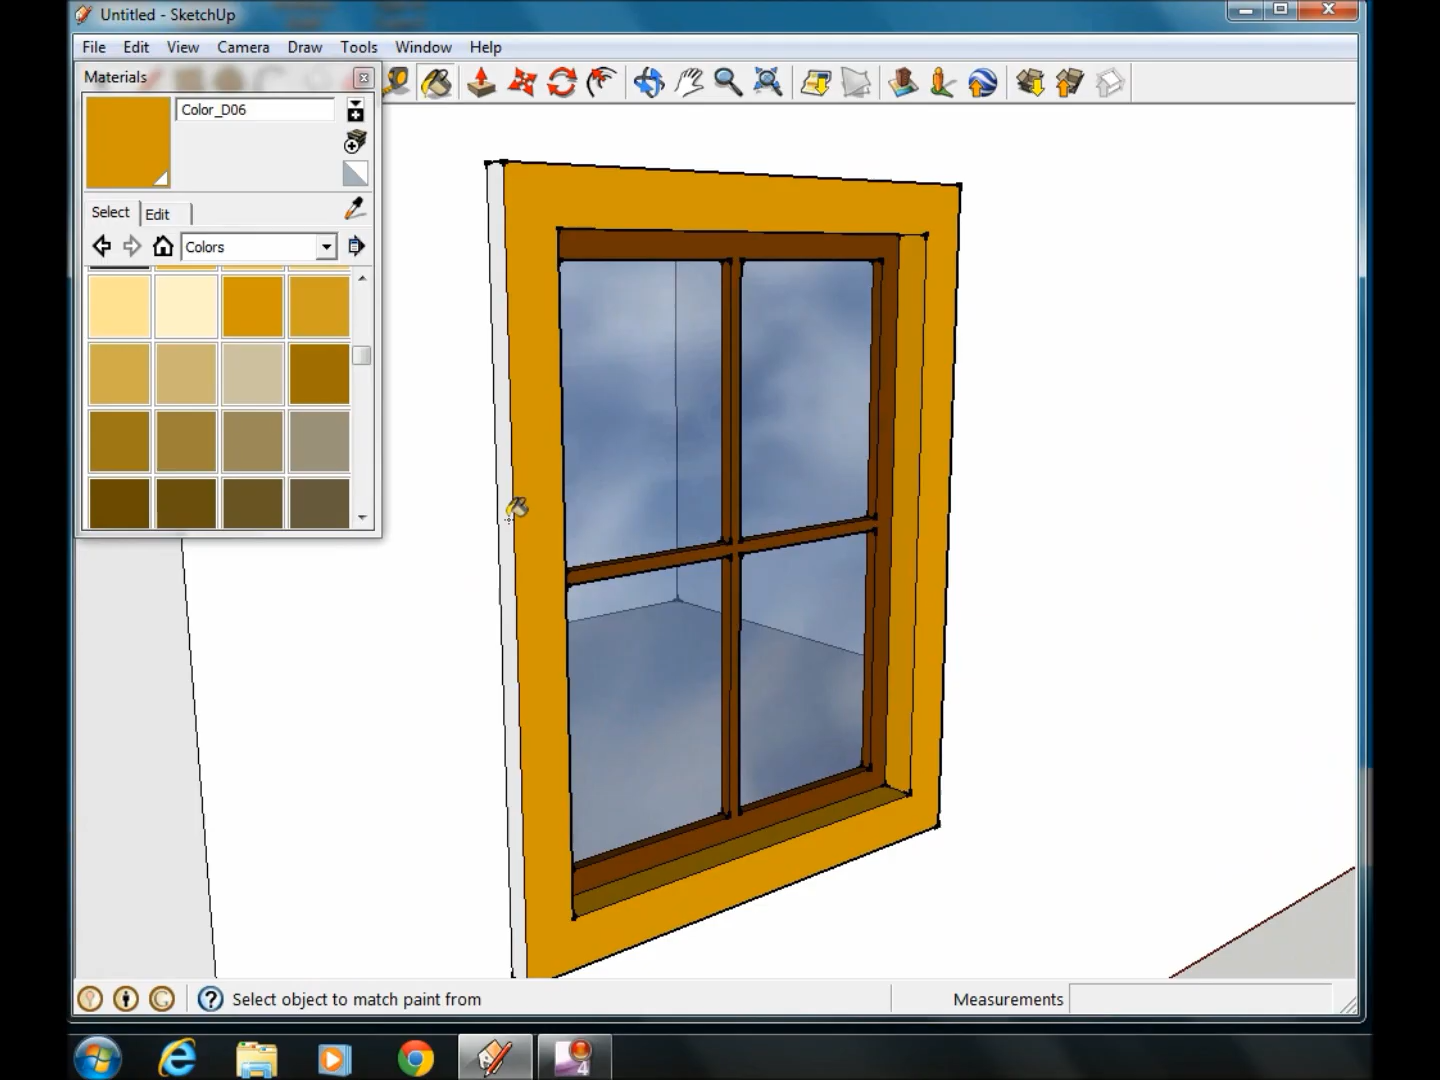 Untitled - SketchUp
File Edit View Camera Draw Tools Window Help
Materials
Color_D06
Select Edit
Colors
Select object to match paint from
Measurements
4